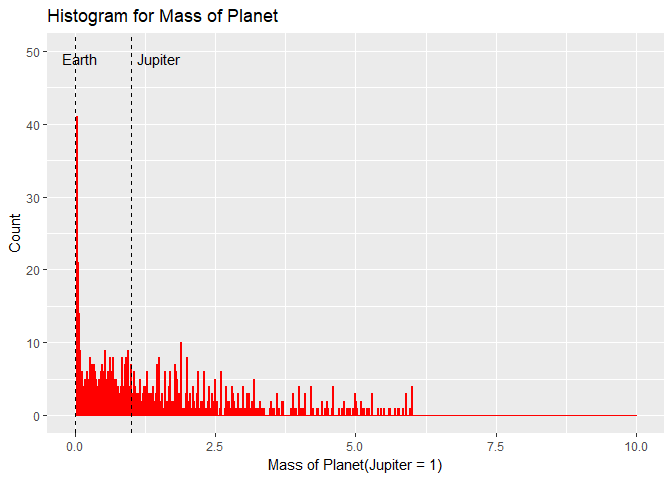 Histogram for Mass of Planet
50
Earth
Jupiter
40
30
Count
20
10
0
0.0
2.5
5.0
7.5
10.0
Mass of Planet(Jupiter = 1)